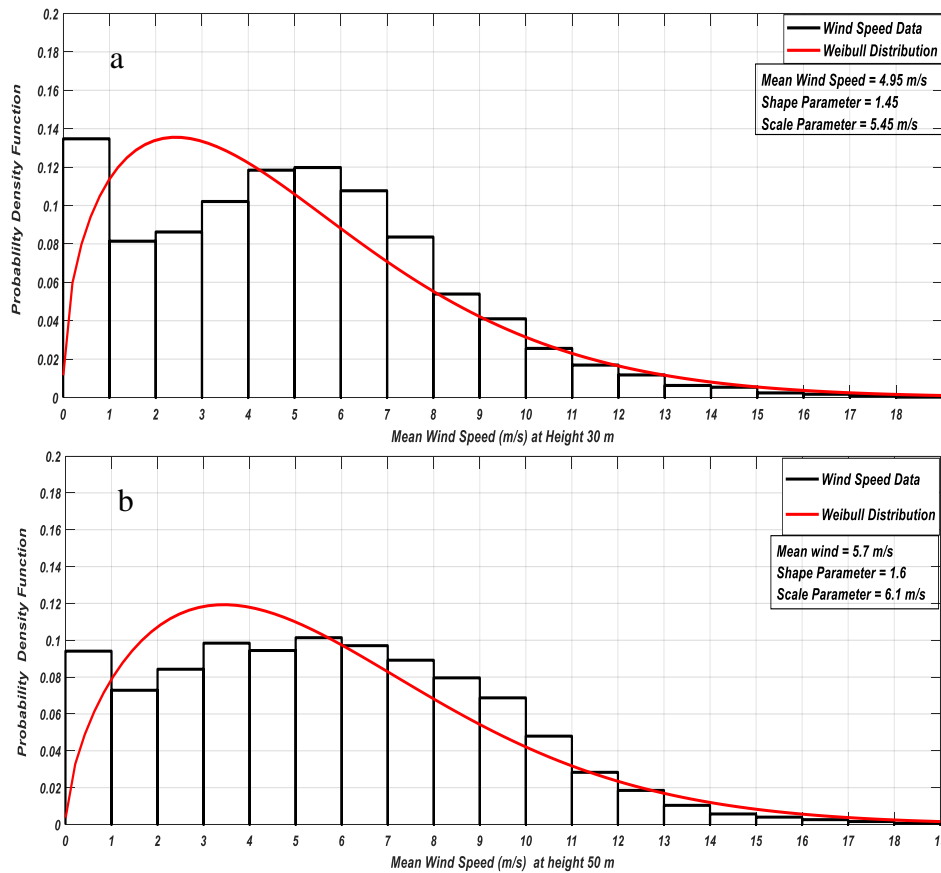 0.2
0.18
0.16
0.14
0.12
0.1
0.08
0.06
0.04
0.02
0
Probablilty Density Function
a
Wind Speed Data
Weibull Distribution
Mean Wind Speed = 4.95 m/s
Shape Parameter = 1.45
Scale Parameter = 5.45 m/s
0 1 2 3 4 5 6 7 8 9 10 11 12 13 14 15 16 17 18
Mean Wind Speed (m/s) at Height 30 m
0.2
0.18
0.16
0.14
0.12
0.1
0.08
0.06
0.04
0.02
0
Probability Density Function
b
Wind Speed Data
Weibull Distribution
Mean wind = 5.7 m/s
Shape Parameter = 1.6
Scale Parameter = 6.1 m/s
0 1 2 3 4 5 6 7 8 9 10 11 12 13 14 15 16 17 18 1
Mean Wind Speed (m/s) at height 50 m